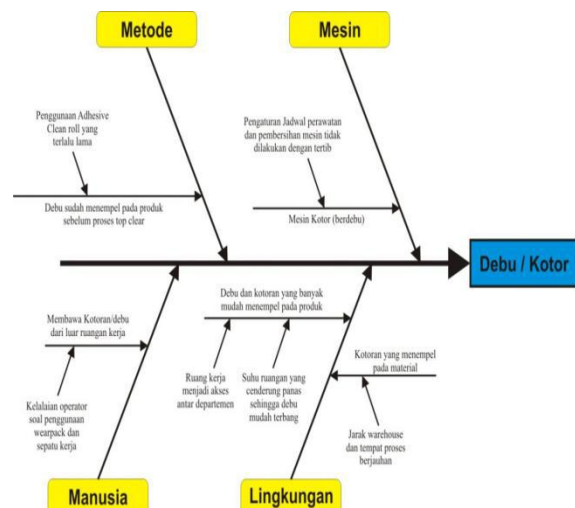 Metode
Mesin
Penggunaan Adhesive
Clean roll yang
terlalu lama
Debu sudah menempel pada produk
sebelum proses top clear
Pengaturan Jadwal perawatan
dan pembersihan mesin tidak
dilakukan dengan tertib
Mesin Kotor (berdebu)
Debu / Kotor
Membawa Kotoran/debu
dari luar ruangan kerja
Kelalaian operator
soal penggunaan
wearpack dan
sepatu kerja
Debu dan kotoran yang banyak
mudah menempel pada produk
Ruang kerja
menjadi akses
antar departemen
Suhu ruangan yang
cenderung panas
sehingga debu
mudah terbang
Kotoran yang menempel
pada material
Jarak warehouse
dan tempat proses
berjauhan
Manusia
Lingkungan